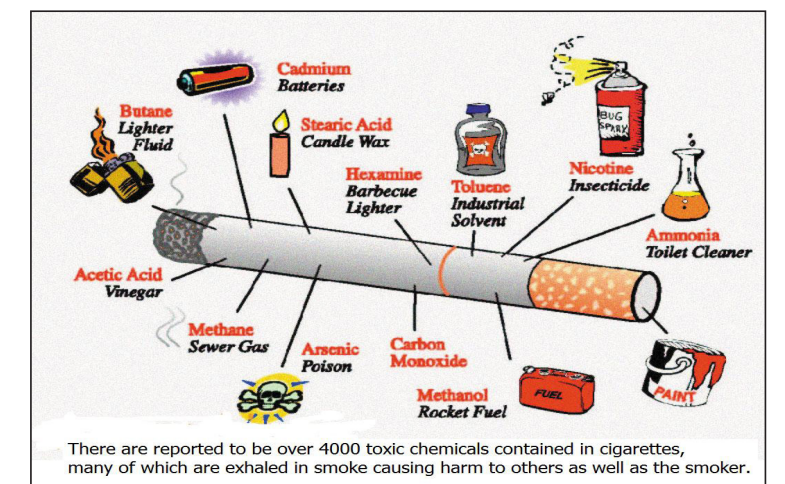 Cadmium
Batteries
Butane
Lighter
Fluid
Stearic Acid
Candle Wax
Hexamine
Barbecue
Lighter
Toluene
Industrial
Solvent
BUG
SPRAY
Nicotine
Insecticide
Ammonia
Toilet Cleaner
Acetic Acid
Vinegar
Methane
Sewer Gas
Arsenic
Poison
Carbon
Monoxide
Methanol
Rocket Fuel
FUEL
PAINT
There are reported to be over 4000 toxic chemicals contained in cigarettes,
many of which are exhaled in smoke causing harm to others as well as the smoker.